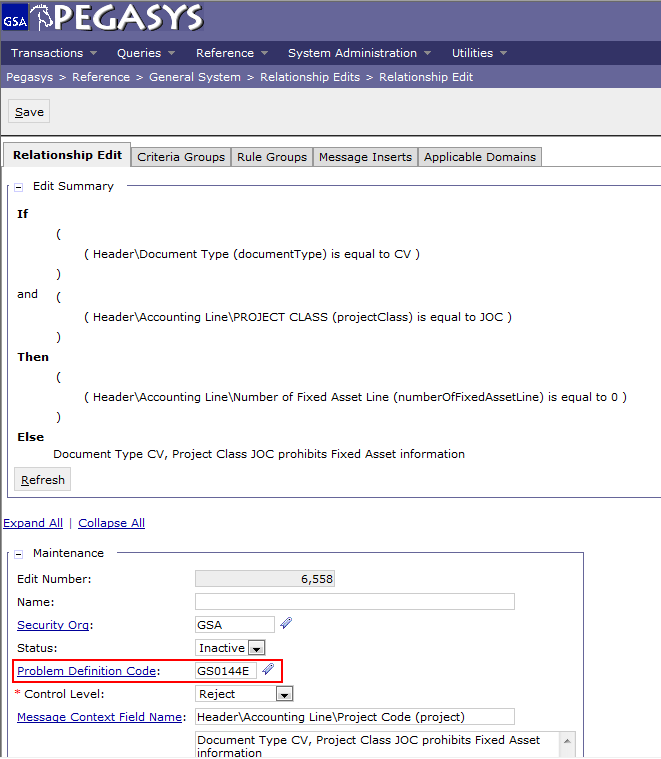 GSA PEGASYS
Transactions Queries Reference System Administration Utilities
Pegasys > Reference > General System > Relationship Edits > Relationship Edit
Save
Relationship Edit Criteria Groups Rule Groups Message Inserts Applicable Domains
Edit Summary
If
(
( Header\Document Type (documentType) is equal to CV )
)
and (
( Header\Accounting Line\PROJECT CLASS (projectClass) is equal to JOC )
)
Then
(
( Header\Accounting Line\Number of Fixed Asset Line (numberOfFixedAssetLine) is equal to 0 )
)
Else
Document Type CV, Project Class JOC prohibits Fixed Asset information
Refresh
Expand All | Collapse All
Maintenance
Edit Number: 6,558
Name:
Security Org: GSA
Status: Inactive
Problem Definition Code: GS0144E
* Control Level: Reject
Message Context Field Name: Header\Accounting Line\Project Code (project)
Document Type CV, Project Class JOC prohibits Fixed Asset
information